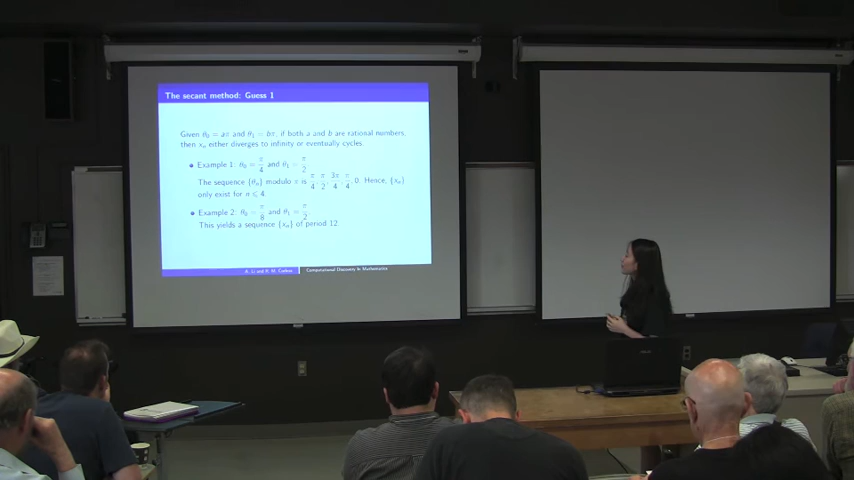 The secant method: Guess 1
Given θ₀ = aπ and θ₁ = bπ, if both a and b are rational numbers,
then xₙ either diverges to infinity or eventually cycles.
Example 1: θ₀ = π/4 and θ₁ = π/2
The sequence {θₙ} modulo π is π/4, π/2, 3π/4, π/4, 0. Hence, {xₙ}
only exist for n ⩽ 4.
Example 2: θ₀ = π/8 and θ₁ = π/2
This yields a sequence {xₙ} of period 12
Computational Discovery in Mathematics